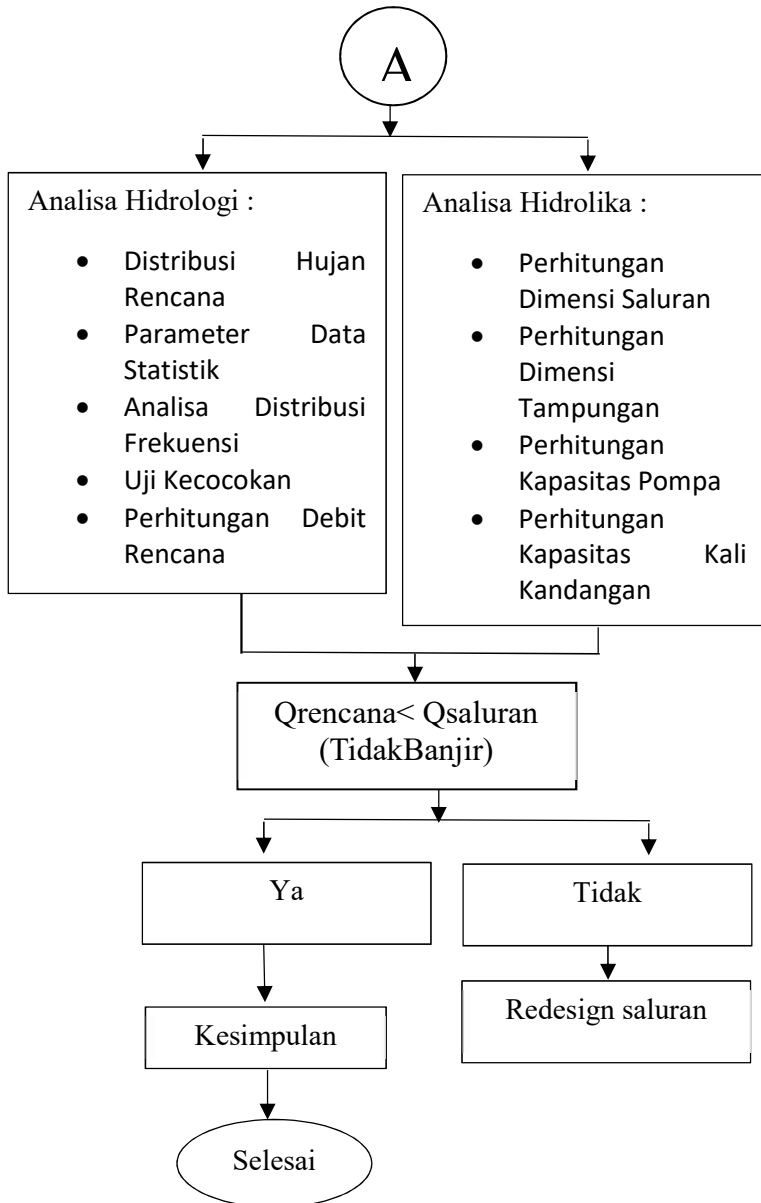 A
Analisa Hidrologi :
• Distribusi Hujan
Rencana
• Parameter Data
Statistik
• Analisa Distribusi
Frekuensi
• Uji Kecocokan
• Perhitungan Debit
Rencana
Analisa Hidrolika :
• Perhitungan
Dimensi Saluran
• Perhitungan
Dimensi
Tampungan
• Perhitungan
Kapasitas Pompa
• Perhitungan
Kapasitas Kali
Kandangan
Qrencana< Qsaluran
(TidakBanjir)
Ya
Tidak
Kesimpulan
Redesign saluran
Selesai